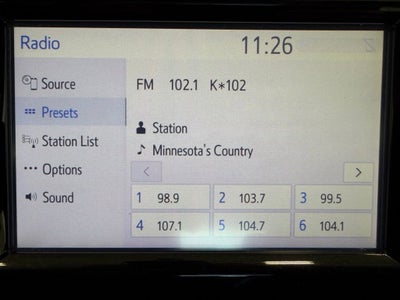 Radio 11:26
Source
Presets
Station List
Options
Sound
FM 102.1 K*102
Station
Minnesota's Country
< >
1 98.9 2 103.7 3 99.5
4 107.1 5 104.7 6 104.1